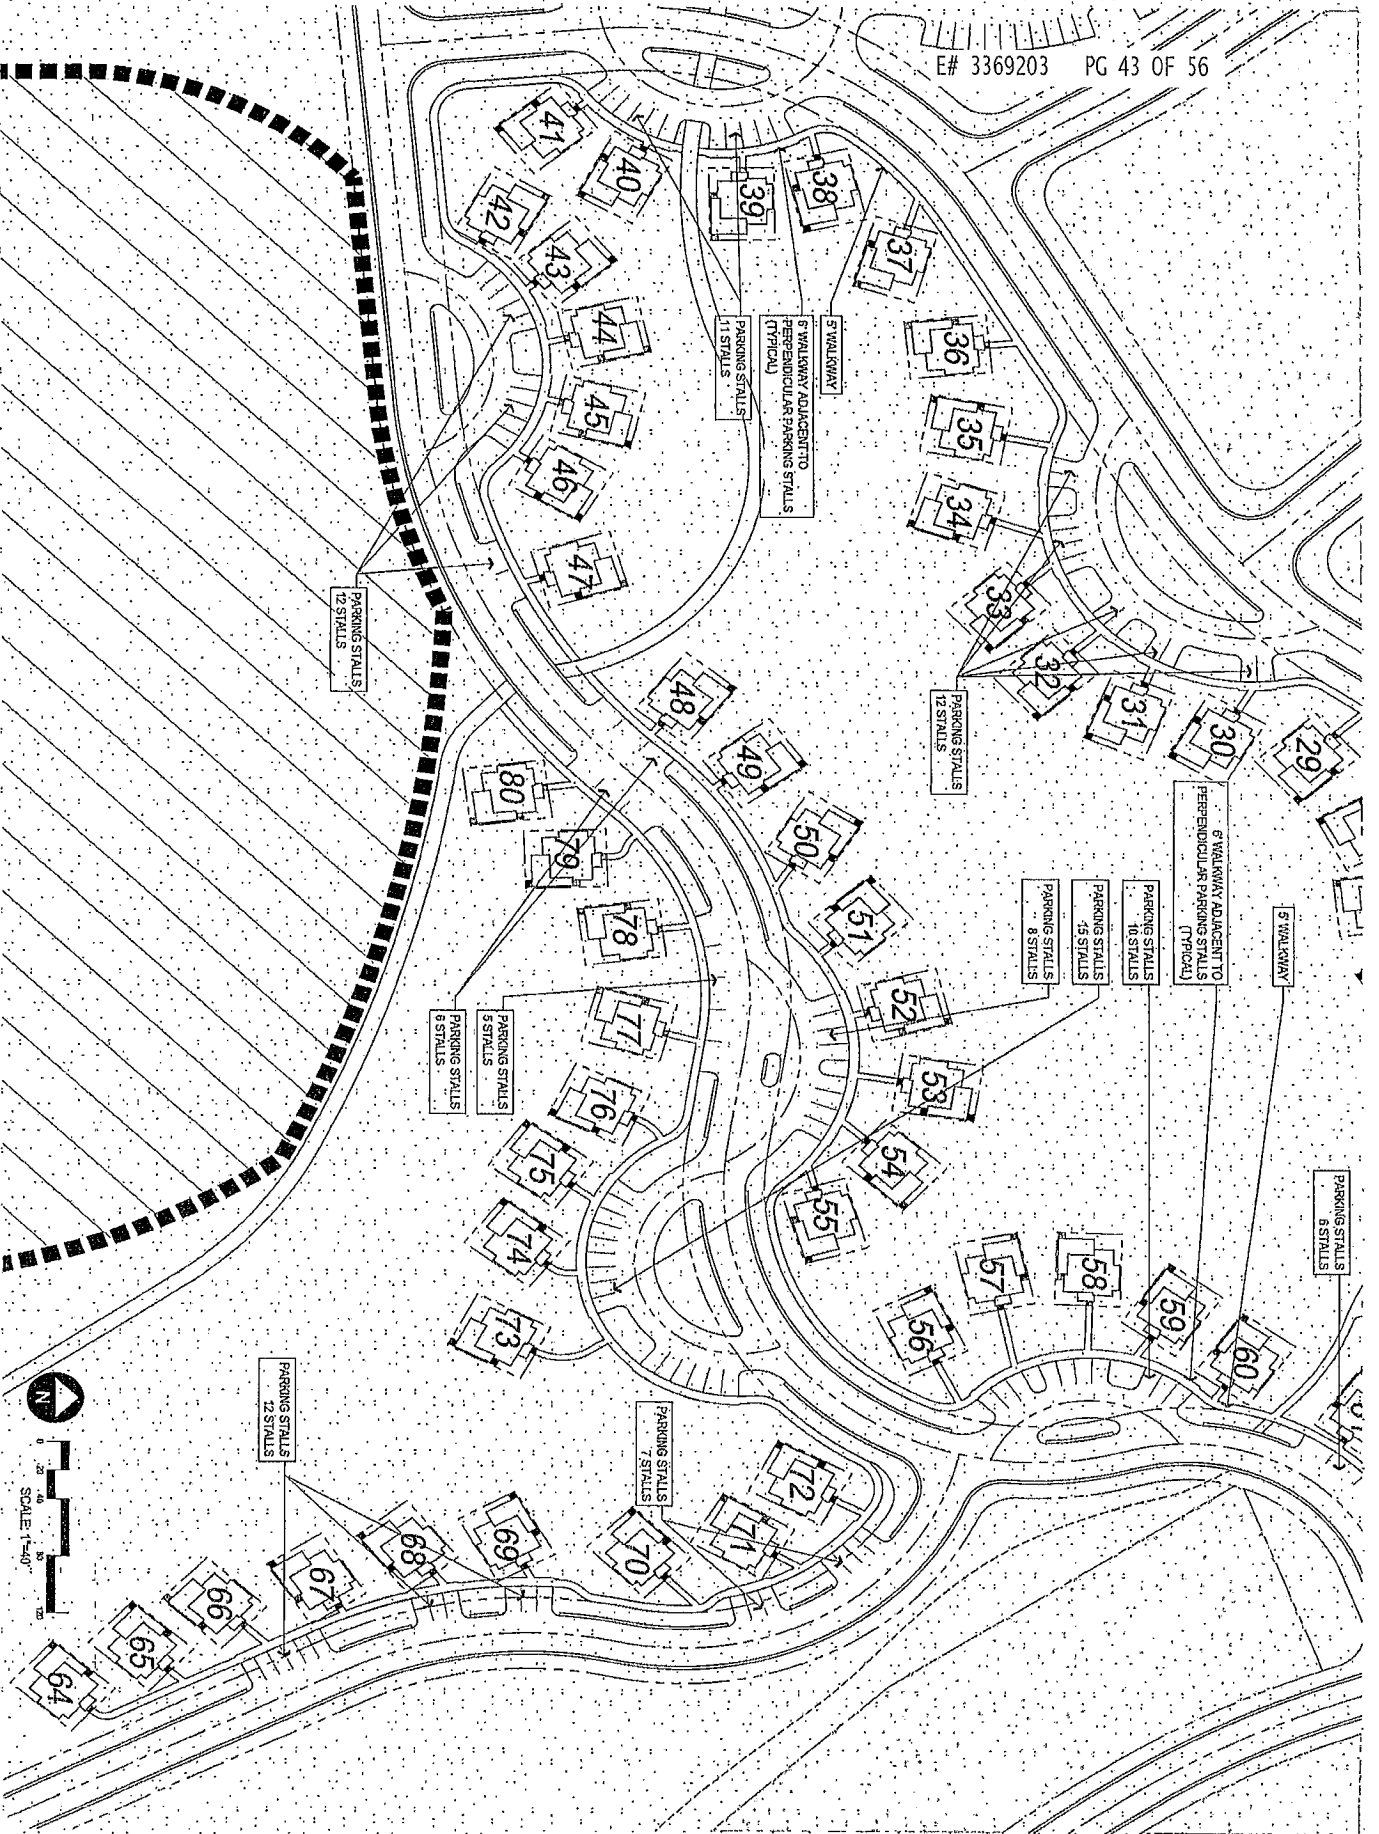 E# 3369203 PG 43 OF 56
41
40
39
38
37
42
43
44
45
46
47
36
35
34
33
32
31
30
29
5' WALKWAY
6' WALKWAY ADJACENT TO
PERPENDICULAR PARKING STALLS
(TYPICAL)
PARKING STALLS
11 STALLS
PARKING STALLS
12 STALLS
PARKING STALLS
12 STALLS
48
49
50
51
52
53
54
55
80
79
78
77
76
75
74
73
5' WALKWAY
6' WALKWAY ADJACENT TO
PERPENDICULAR PARKING STALLS
(TYPICAL)
PARKING STALLS
10 STALLS
PARKING STALLS
15 STALLS
PARKING STALLS
8 STALLS
PARKING STALLS
5 STALLS
PARKING STALLS
6 STALLS
PARKING STALLS
6 STALLS
56
57
58
59
60
PARKING STALLS
7 STALLS
PARKING STALLS
12 STALLS
72
71
70
69
68
67
66
65
64
N
0 20 40 80 120
SCALE: 1"=40'